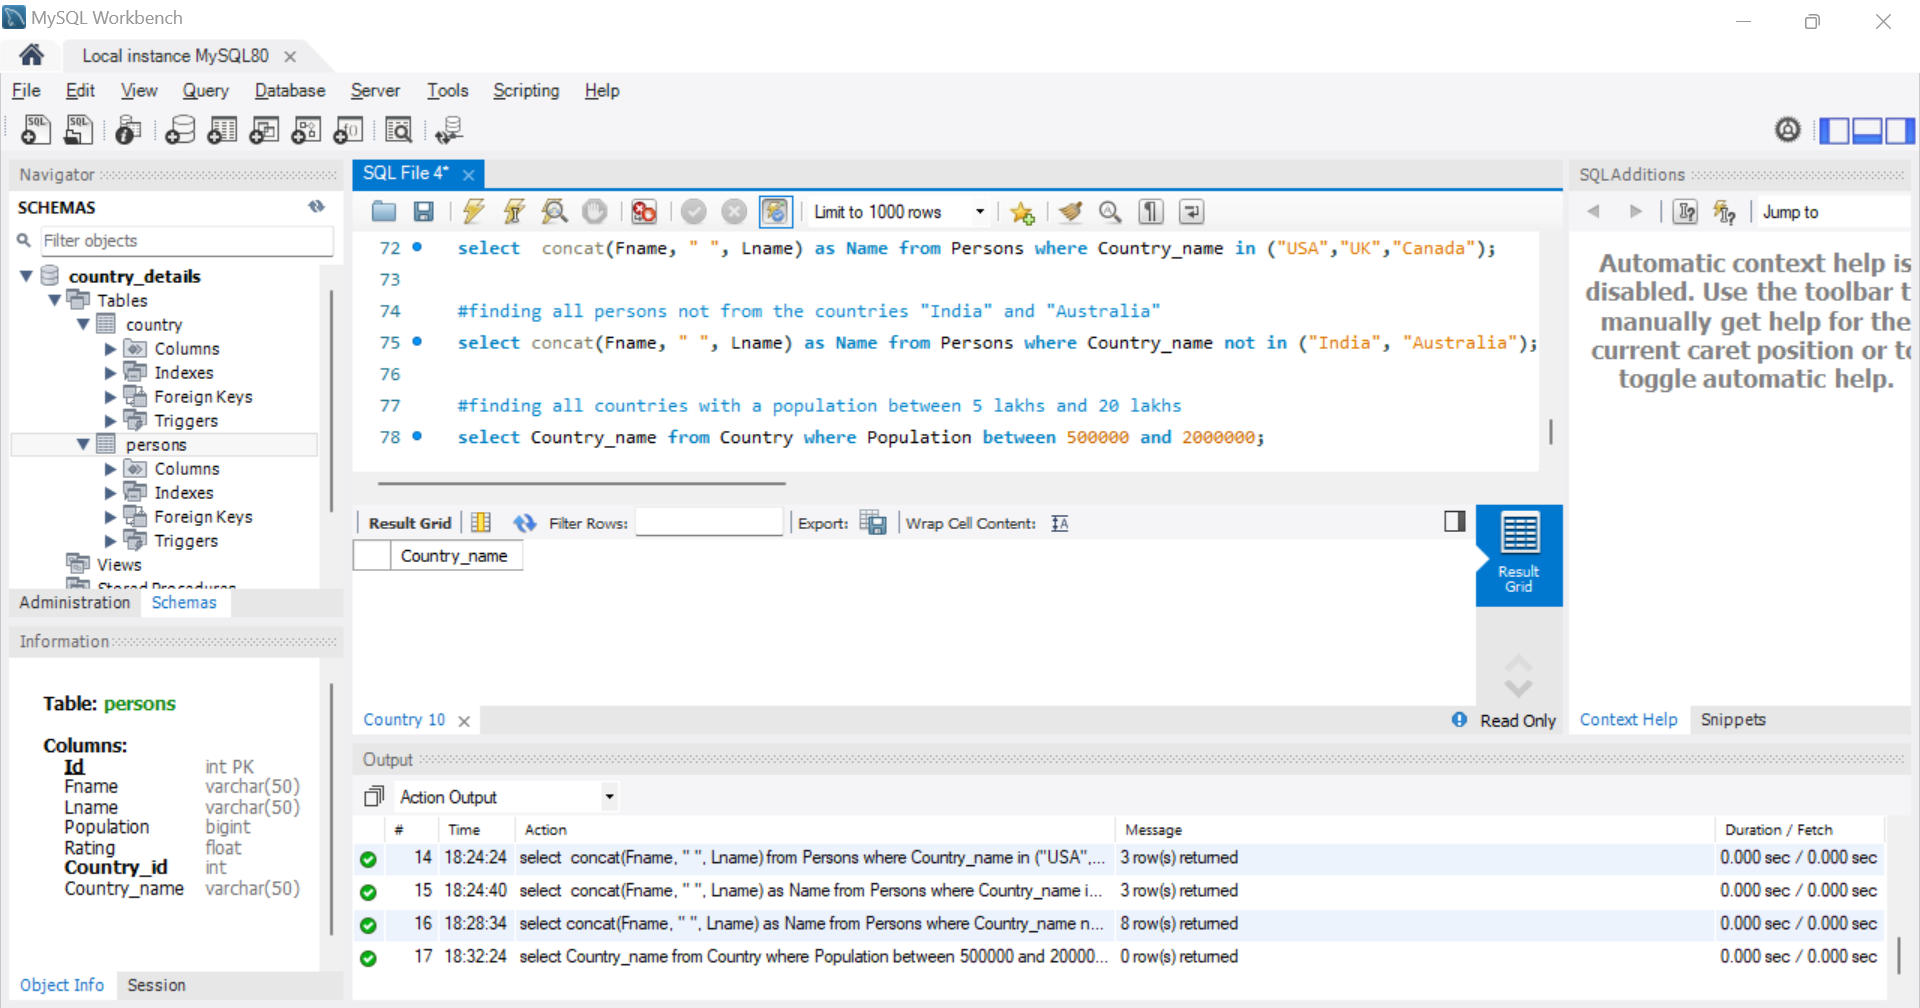 MySQL Workbench
Local instance MySQL80
File Edit View Query Database Server Tools Scripting Help
Navigator
SCHEMAS
Filter objects
country_details
Tables
country
Columns
Indexes
Foreign Keys
Triggers
persons
Columns
Indexes
Foreign Keys
Triggers
Views
Stored Procedures
Administration Schemas
Information
Table: persons
Columns:
Id int PK
Fname varchar(50)
Lname varchar(50)
Population bigint
Rating float
Country_id int
Country_name varchar(50)
Object Info Session
SQL File 4*
Limit to 1000 rows
72 select concat(Fname, " ", Lname) as Name from Persons where Country_name in ("USA","UK","Canada");
73
74 #finding all persons not from the countries "India" and "Australia"
75 select concat(Fname, " ", Lname) as Name from Persons where Country_name not in ("India", "Australia");
76
77 #finding all countries with a population between 5 lakhs and 20 lakhs
78 select Country_name from Country where Population between 500000 and 2000000;
Result Grid Filter Rows: Export: Wrap Cell Content:
Country_name
Result
Grid
Country 10
Read Only
SQLAdditions
Jump to
Automatic context help is
disabled. Use the toolbar t
manually get help for the
current caret position or to
toggle automatic help.
Context Help Snippets
Output
Action Output
# Time Action Message Duration / Fetch
14 18:24:24 select concat(Fname, " ", Lname) from Persons where Country_name in ("USA",... 3 row(s) returned 0.000 sec / 0.000 sec
15 18:24:40 select concat(Fname, " ", Lname) as Name from Persons where Country_name i... 3 row(s) returned 0.000 sec / 0.000 sec
16 18:28:34 select concat(Fname, " ", Lname) as Name from Persons where Country_name n... 8 row(s) returned 0.000 sec / 0.000 sec
17 18:32:24 select Country_name from Country where Population between 500000 and 20000... 0 row(s) returned 0.000 sec / 0.000 sec